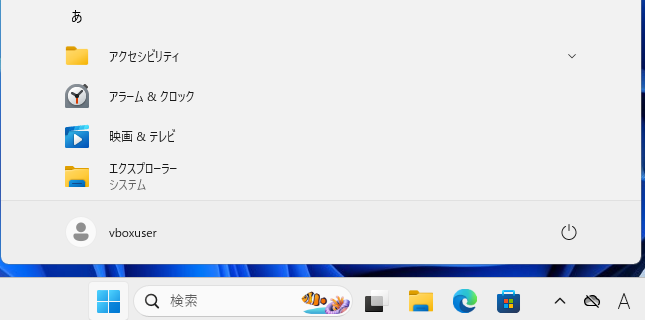 あ
アクセシビリティ
アラーム & クロック
映画 & テレビ
エクスプローラー
システム
vboxuser
検索
A